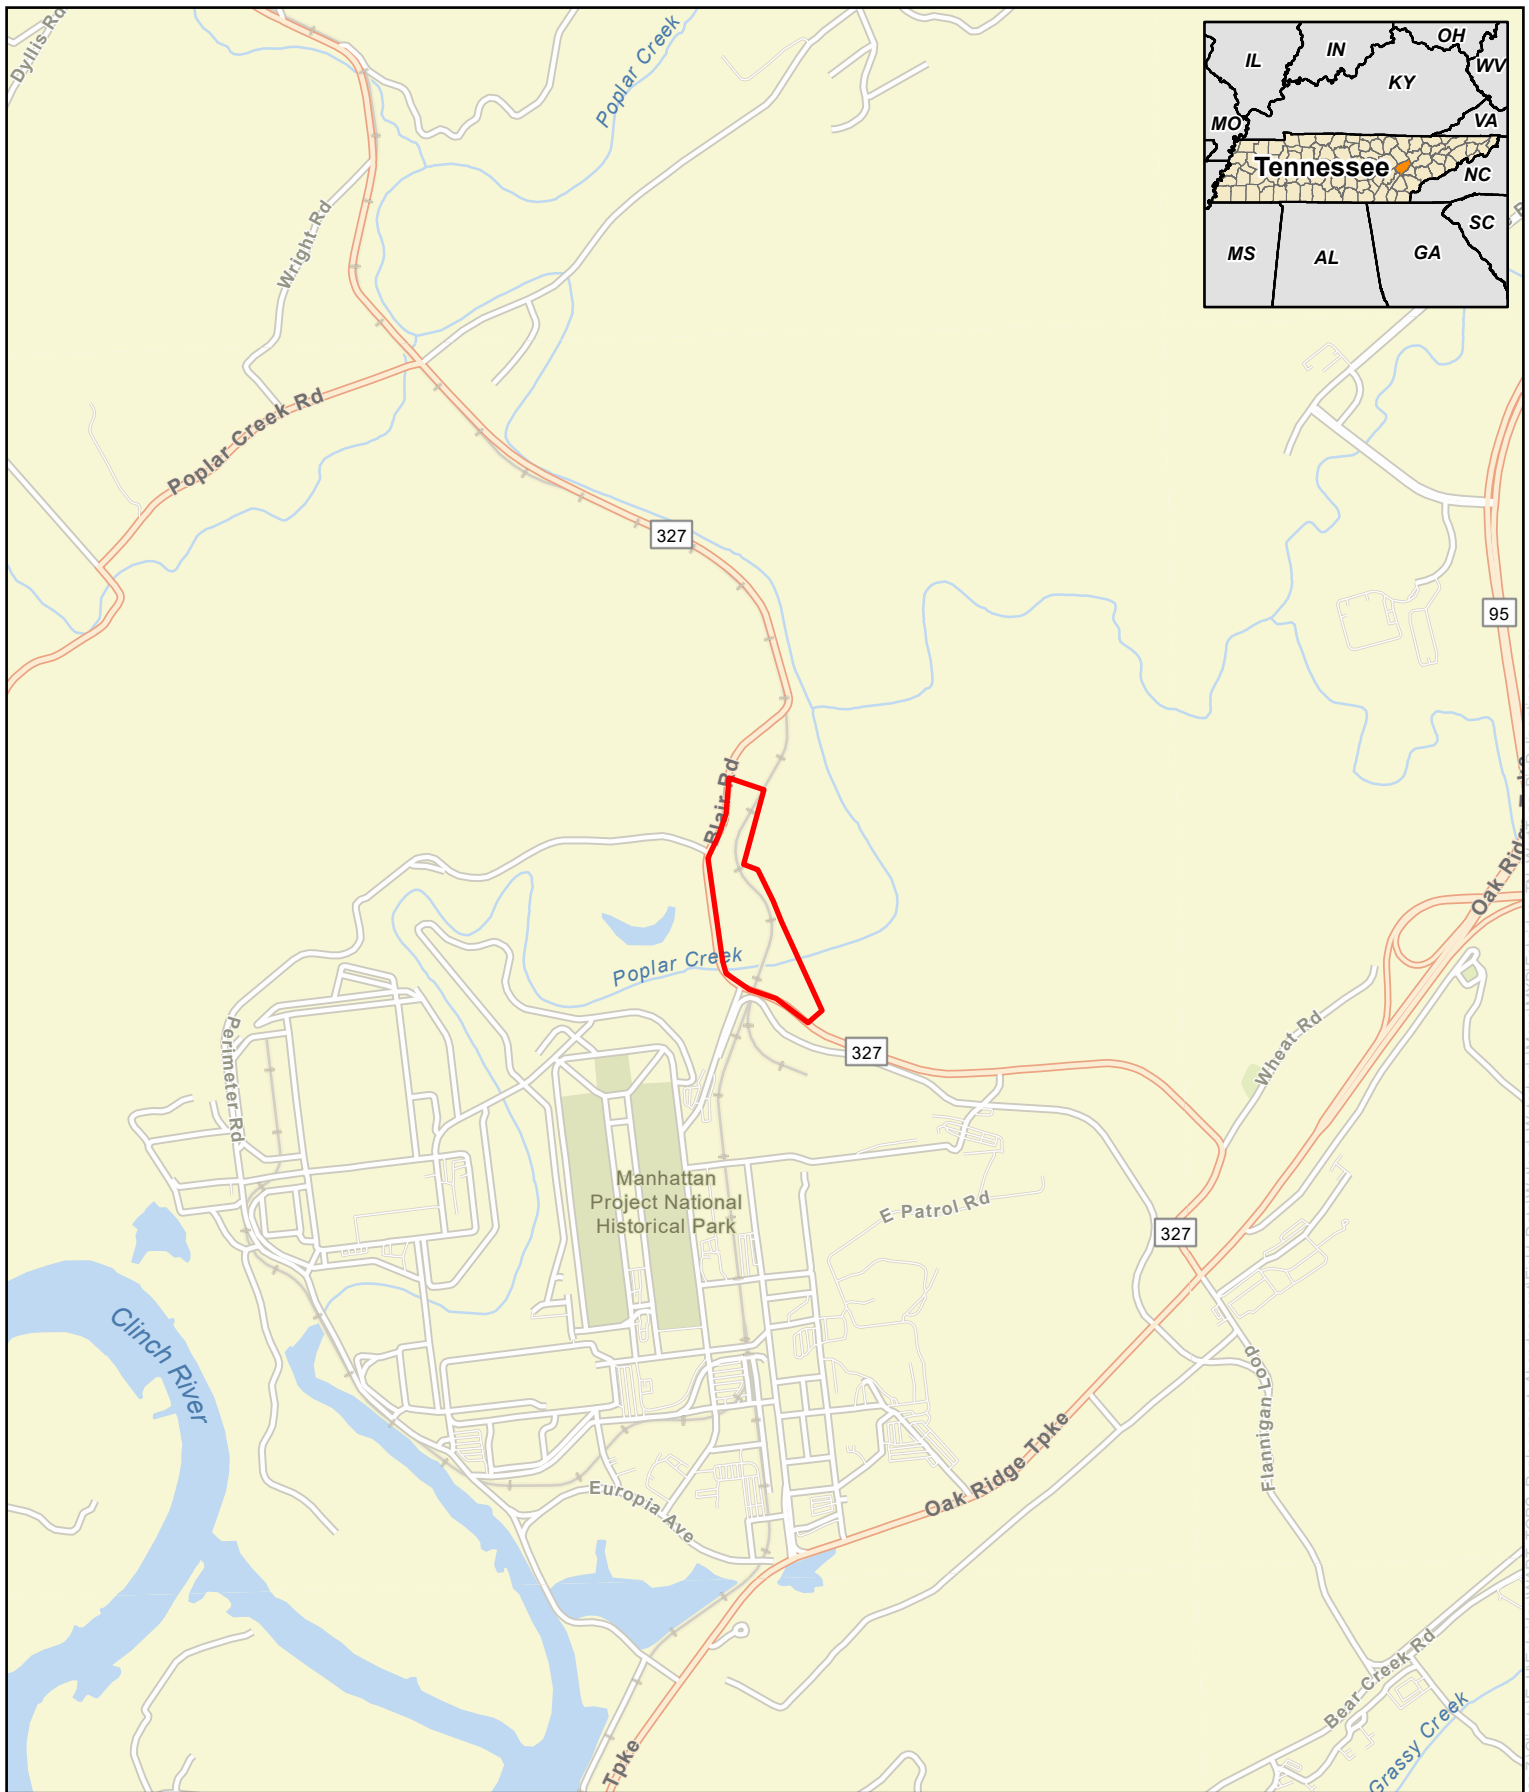 Dyllis Rd
Poplar Creek
IL
IN
OH
WV
KY
MO
VA
Tennessee
NC
SC
MS
AL
GA
Wright Rd
Poplar Creek Rd
327
95
Blair Rd
Oak Ridge
Poplar Creek
Perimeter Rd
327
Wheat Rd
Manhattan
Project National
Historical Park
E Patrol Rd
327
Clinch River
Flannigan Loop
Oak Ridge Tpke
Europia Ave
Bear Creek Rd
Grassy Creek
Tpke